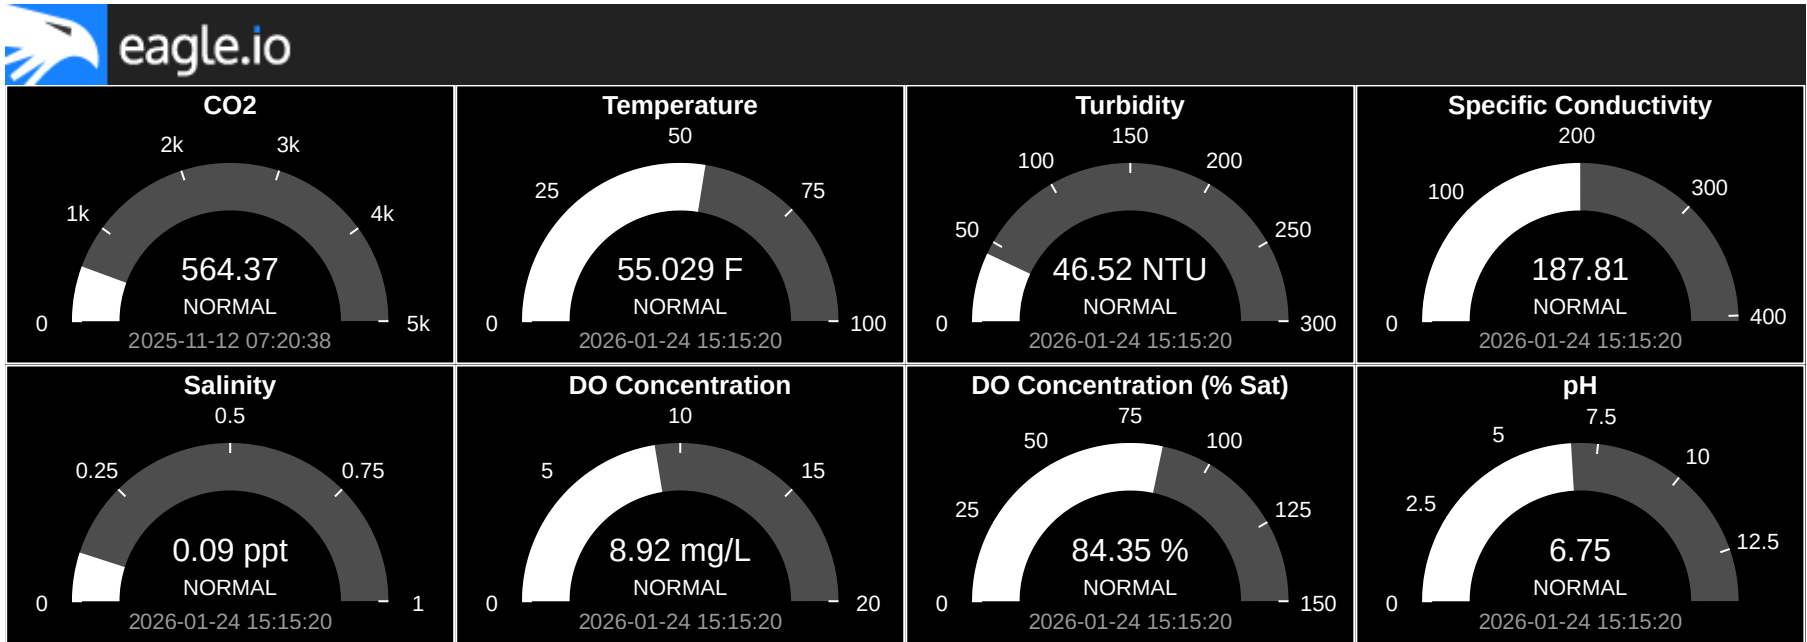 eagle.io
CO2
0
1k
2k
3k
4k
5k
564.37
NORMAL
2025-11-12 07:20:38
Temperature
0
25
50
75
100
55.029 F
NORMAL
2026-01-24 15:15:20
Turbidity
0
50
100
150
200
250
300
46.52 NTU
NORMAL
2026-01-24 15:15:20
Specific Conductivity
0
100
200
300
400
187.81
NORMAL
2026-01-24 15:15:20
Salinity
0
0.25
0.5
0.75
1
0.09 ppt
NORMAL
2026-01-24 15:15:20
DO Concentration
0
5
10
15
20
8.92 mg/L
NORMAL
2026-01-24 15:15:20
DO Concentration (% Sat)
0
25
50
75
100
125
150
84.35 %
NORMAL
2026-01-24 15:15:20
pH
0
2.5
5
7.5
10
12.5
6.75
NORMAL
2026-01-24 15:15:20